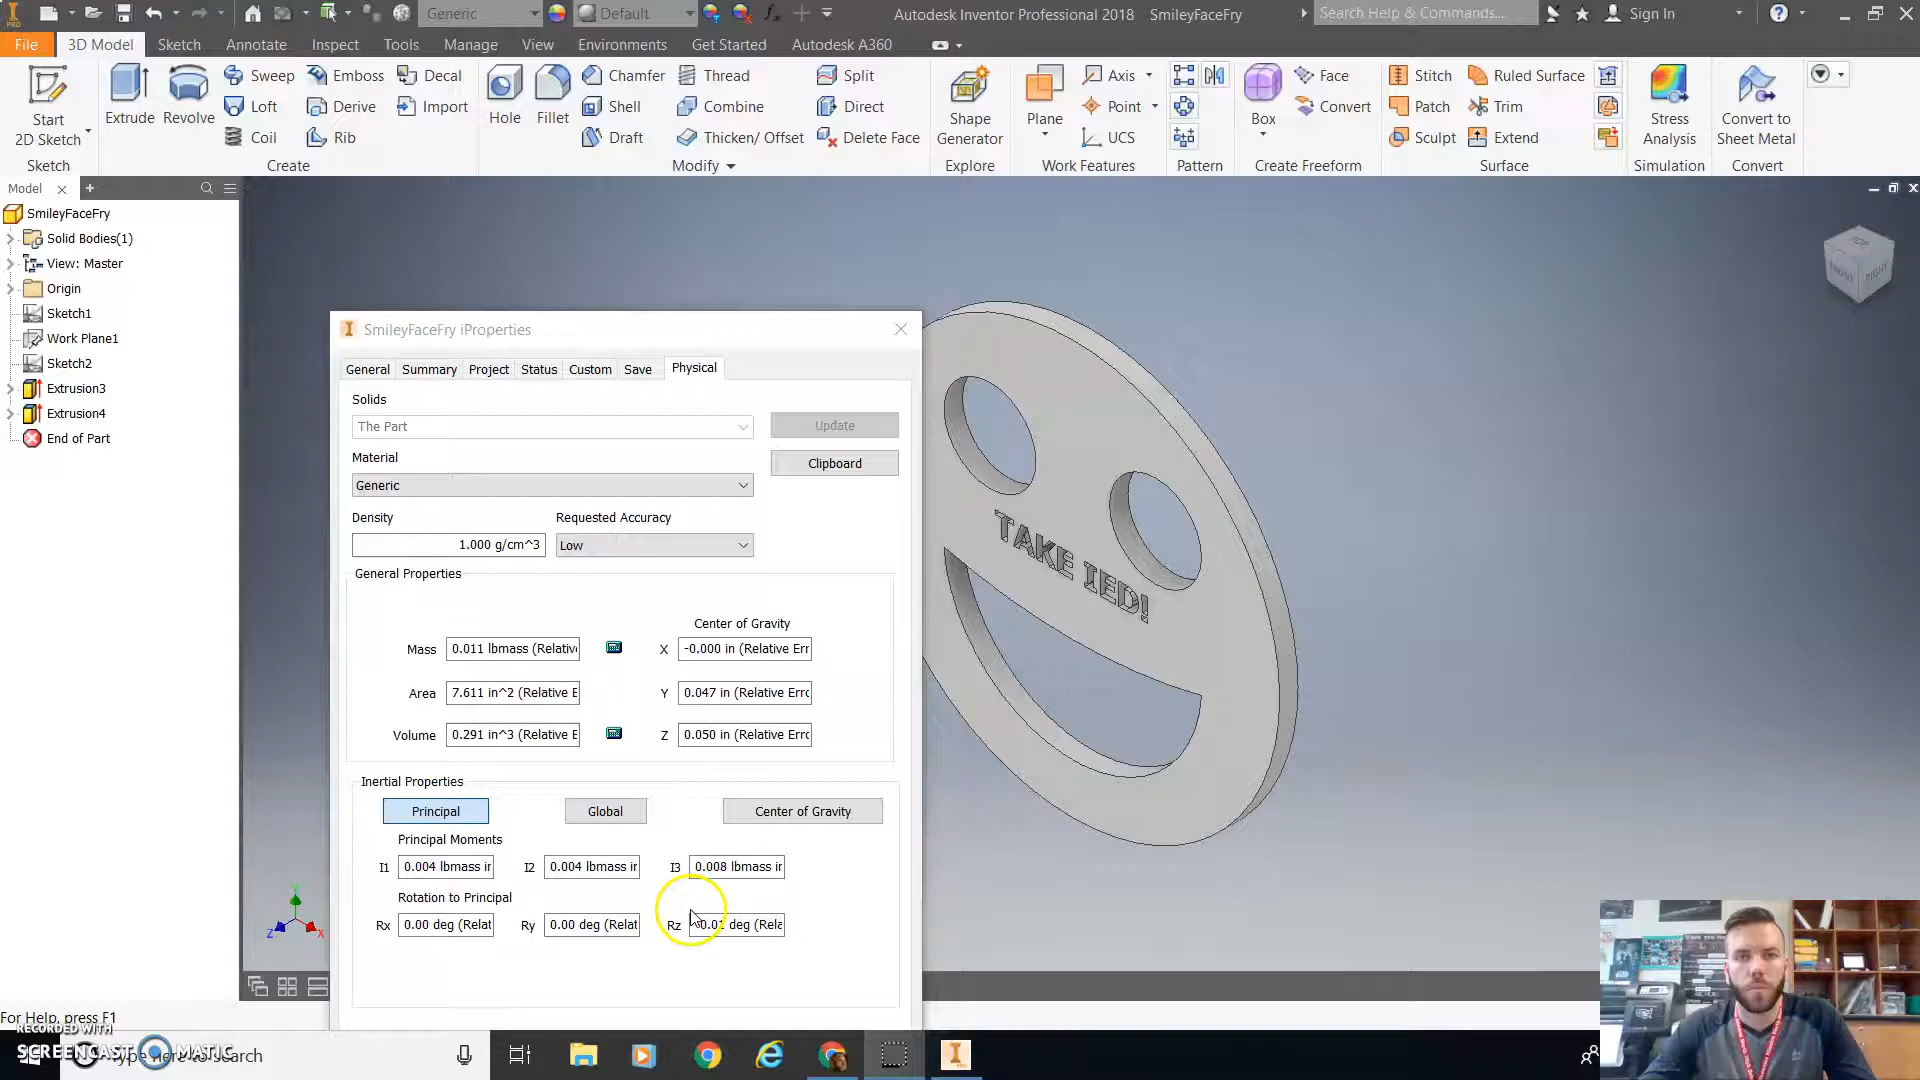 Generic
Default
Autodesk Inventor Professional 2018 SmileyFaceFry
Search Help & Commands...
Sign In
File 3D Model Sketch Annotate Inspect Tools Manage View Environments Get Started Autodesk A360
Start
2D Sketch
Extrude
Revolve
Sweep
Loft
Coil
Emboss
Derive
Rib
Decal
Import
Hole
Fillet
Chamfer
Shell
Draft
Thread
Combine
Thicken/ Offset
Split
Direct
Delete Face
Shape
Generator
Plane
Axis
Point
UCS
Box
Face
Convert
Stitch
Patch
Sculpt
Ruled Surface
Trim
Extend
Stress
Analysis
Convert to
Sheet Metal
Sketch Create Modify Explore Work Features Pattern Create Freeform Surface Simulation Convert
Model
SmileyFaceFry
Solid Bodies(1)
View: Master
Origin
Sketch1
Work Plane1
Sketch2
Extrusion3
Extrusion4
End of Part
TOP
FRONT
RIGHT
TAKE IED!
SmileyFaceFry iProperties
General Summary Project Status Custom Save Physical
Solids
The Part
Update
Material
Clipboard
Generic
Density Requested Accuracy
1.000 g/cm^3 Low
General Properties
Center of Gravity
Mass 0.011 lbmass (Relativ X -0.000 in (Relative Err
Area 7.611 in^2 (Relative E Y 0.047 in (Relative Erro
Volume 0.291 in^3 (Relative E Z 0.050 in (Relative Erro
Inertial Properties
Principal Global Center of Gravity
Principal Moments
I1 0.004 lbmass ir I2 0.004 lbmass ir I3 0.008 lbmass ir
Rotation to Principal
Rx 0.00 deg (Relat Ry 0.00 deg (Relat Rz -0.01 deg (Rela
Y
Z
X
For Help, press F1
RECORDED WITH
SCREENCAST MATIC
Type here to search